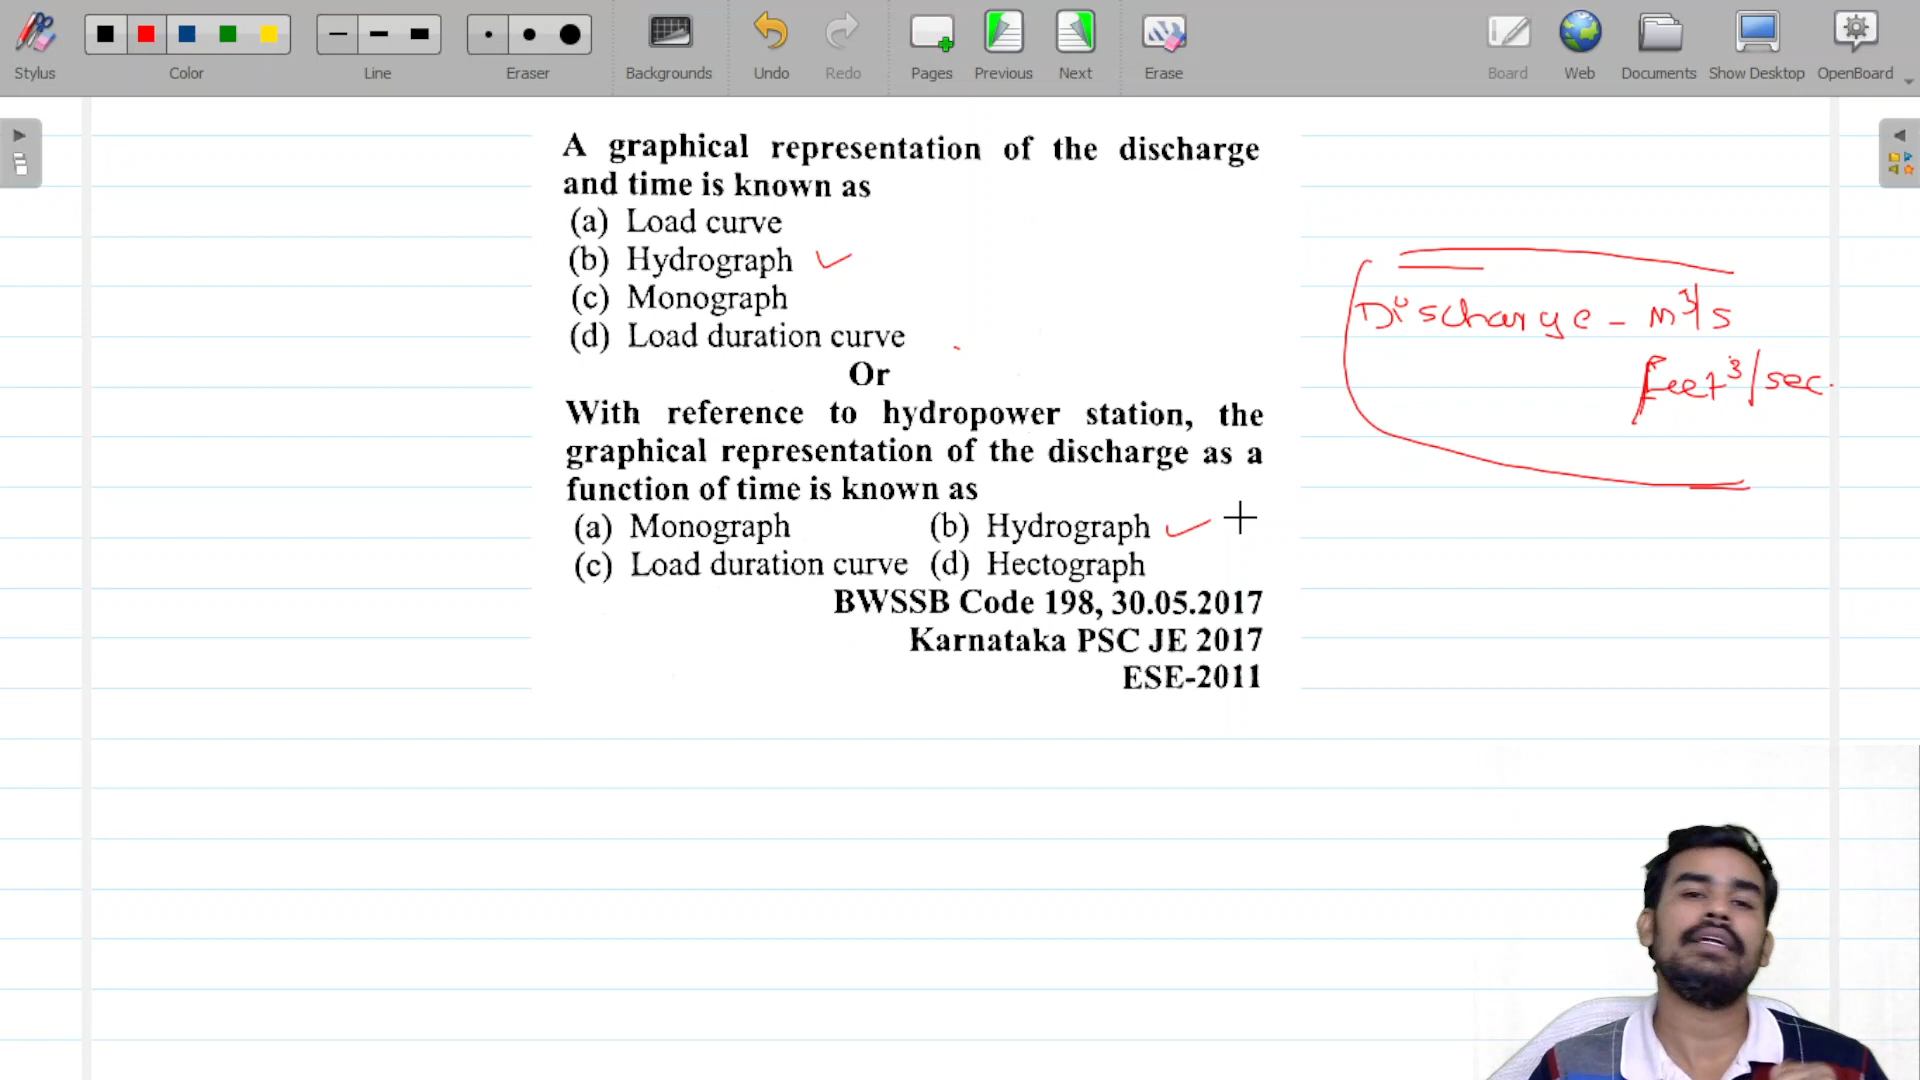 Stylus
Color
Line
Eraser
Backgrounds
Undo
Redo
Pages
Previous
Next
Erase
Board
Web
Documents
Show Desktop
OpenBoard
A graphical representation of the discharge
and time is known as
(a) Load curve
(b) Hydrograph
(c) Monograph
(d) Load duration curve
Or
With reference to hydropower station, the
graphical representation of the discharge as a
function of time is known as
(a) Monograph (b) Hydrograph
(c) Load duration curve (d) Hectograph
BWSSB Code 198, 30.05.2017
Karnataka PSC JE 2017
ESE-2011
Discharge - m³/s
feet³/sec.